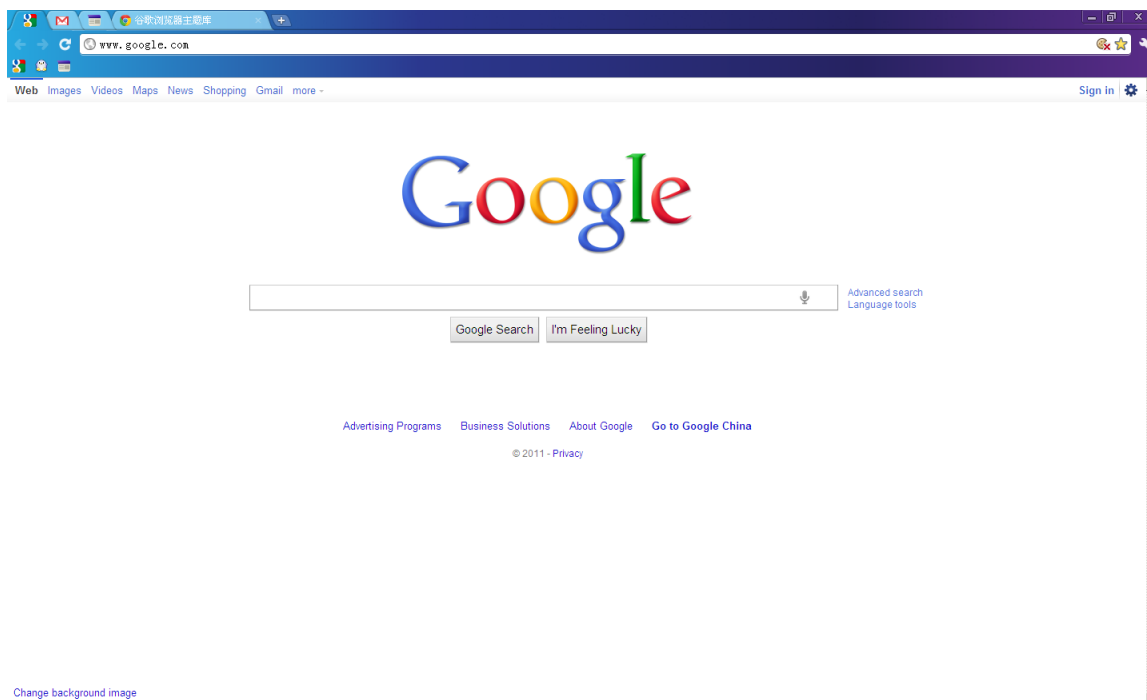 谷歌浏览器主题库
www.google.com
Web Images Videos Maps News Shopping Gmail more
Sign in
Google
Advanced search
Language tools
Google Search I'm Feeling Lucky
Advertising Programs Business Solutions About Google Go to Google China
© 2011 - Privacy
Change background image